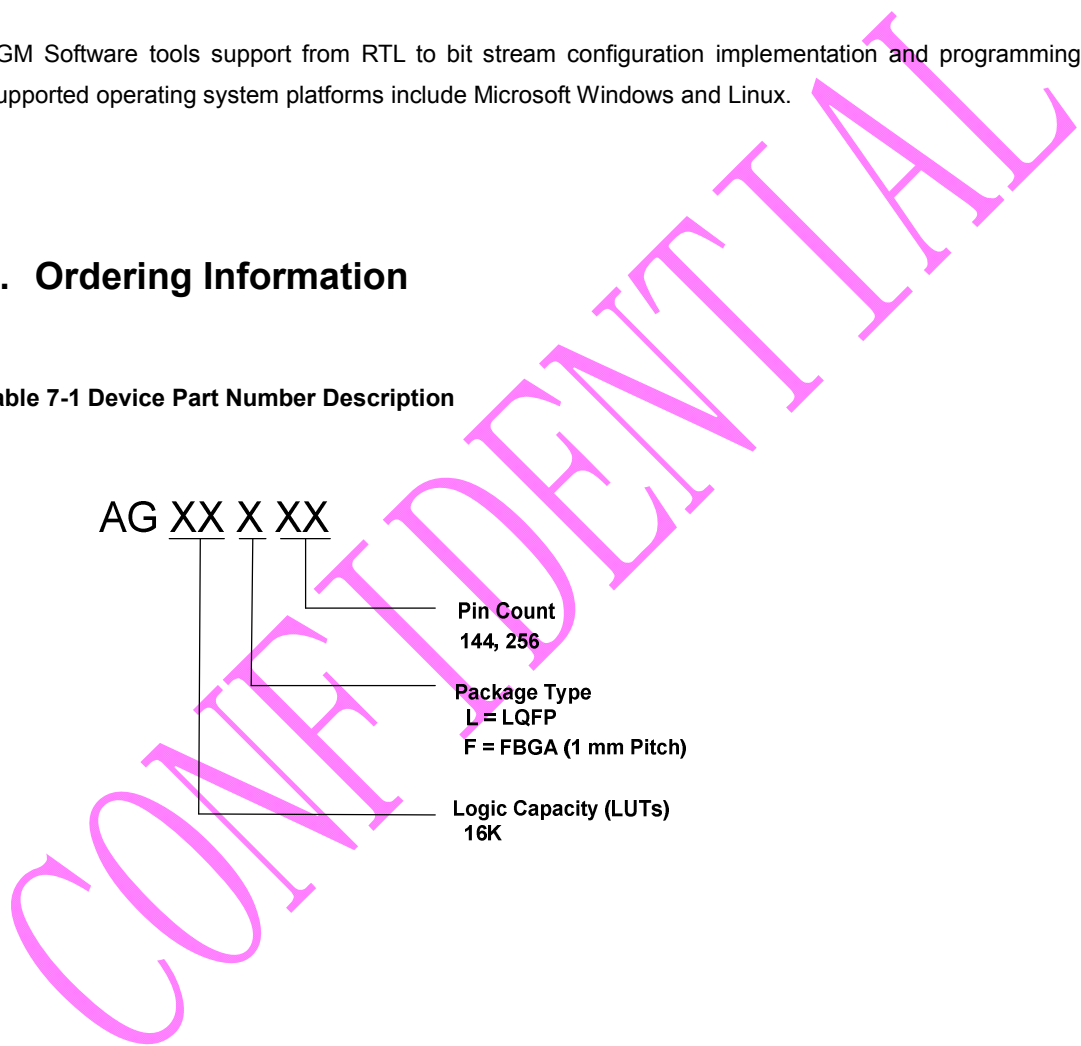 GM Software tools support from RTL to bit stream configuration implementation and programming
upported operating system platforms include Microsoft Windows and Linux.
. Ordering Information
able 7-1 Device Part Number Description
AG XX X XX
Pin Count
144, 256
Package Type
L = LQFP
F = FBGA (1 mm Pitch)
Logic Capacity (LUTs)
16K
CONFIDENTIAL